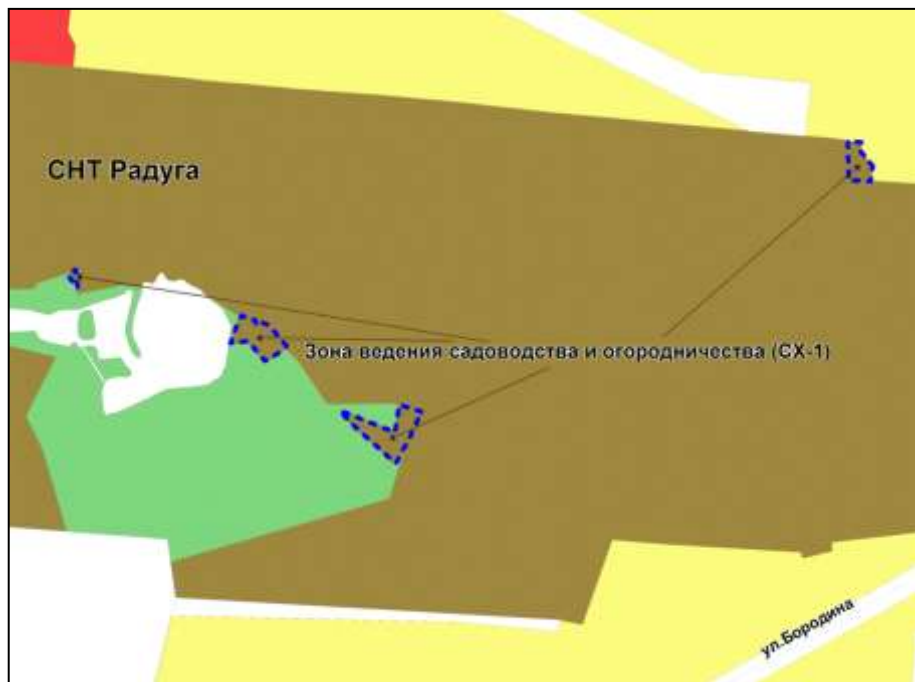 СНТ Радуга
Зона ведения садоводства и огородничества (СХ-1)
ул.Бородина